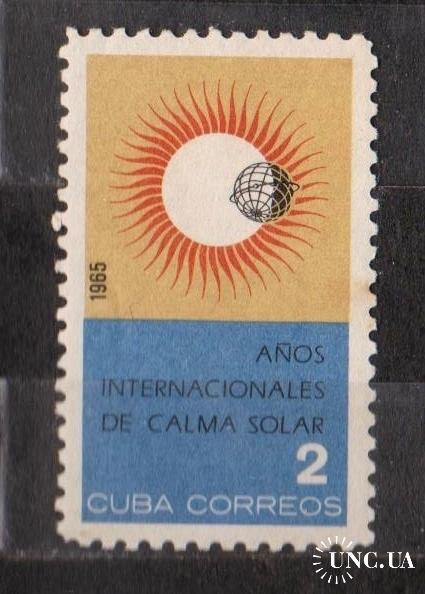 1965
AÑOS
INTERNACIONALES
DE CALMA SOLAR
2
CUBA CORREOS
UNC.UA